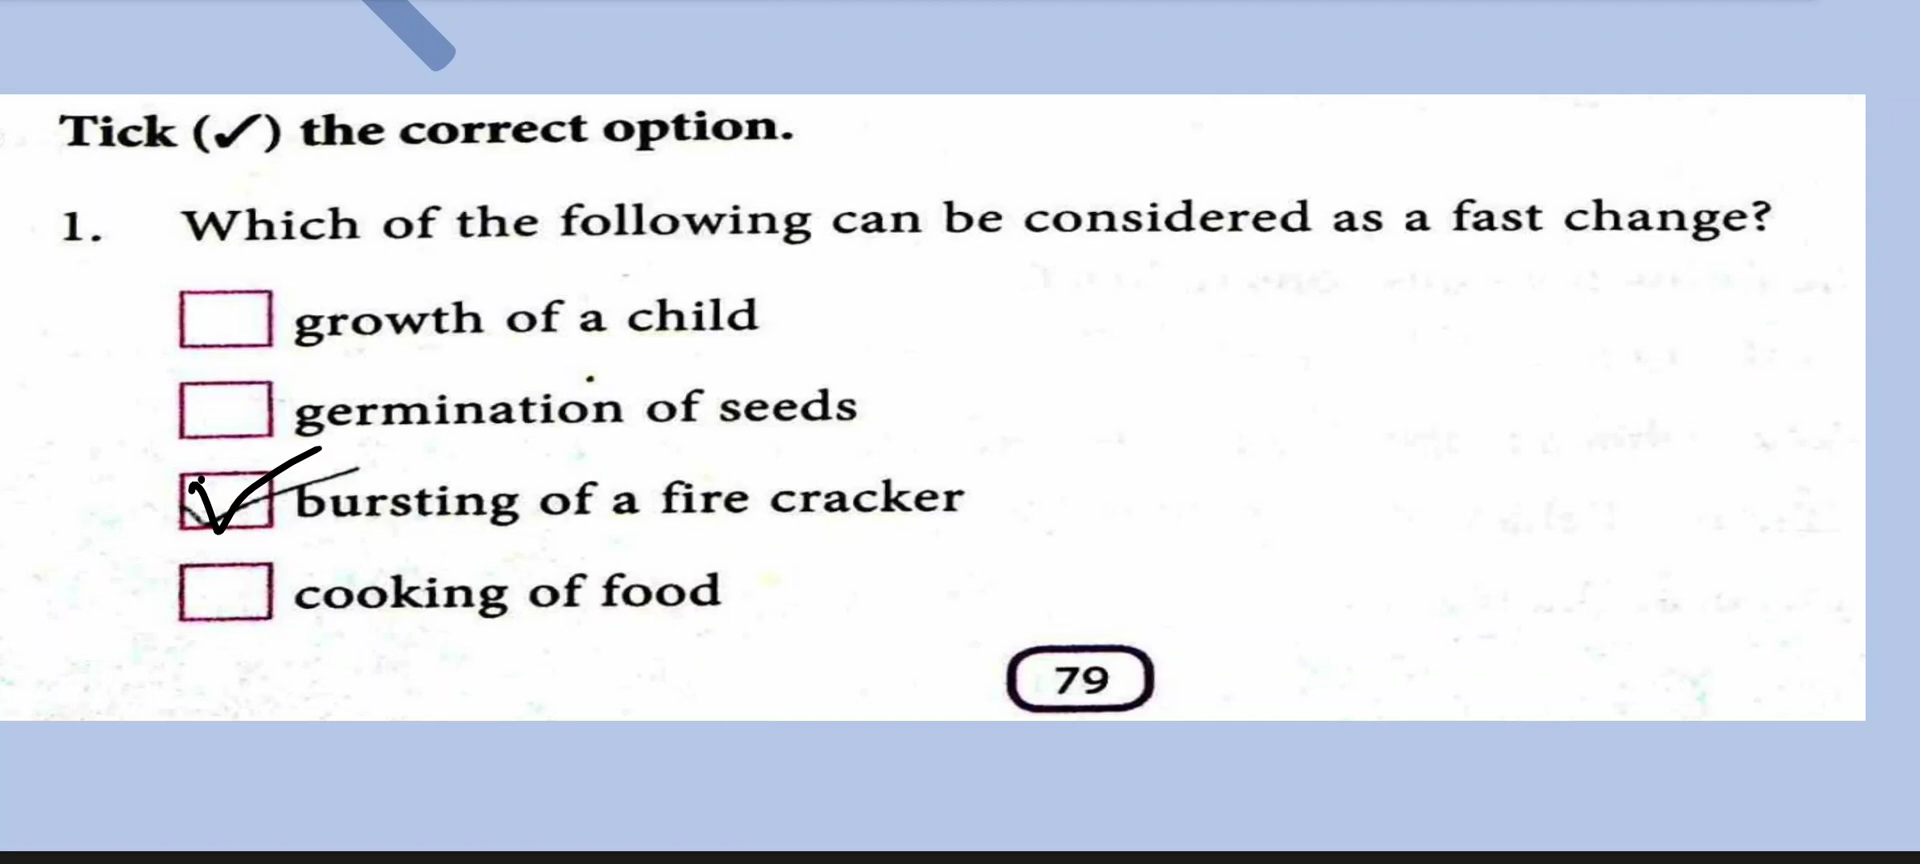 Tick (✓) the correct option.
1. Which of the following can be considered as a fast change?
growth of a child
germination of seeds
bursting of a fire cracker
cooking of food
79